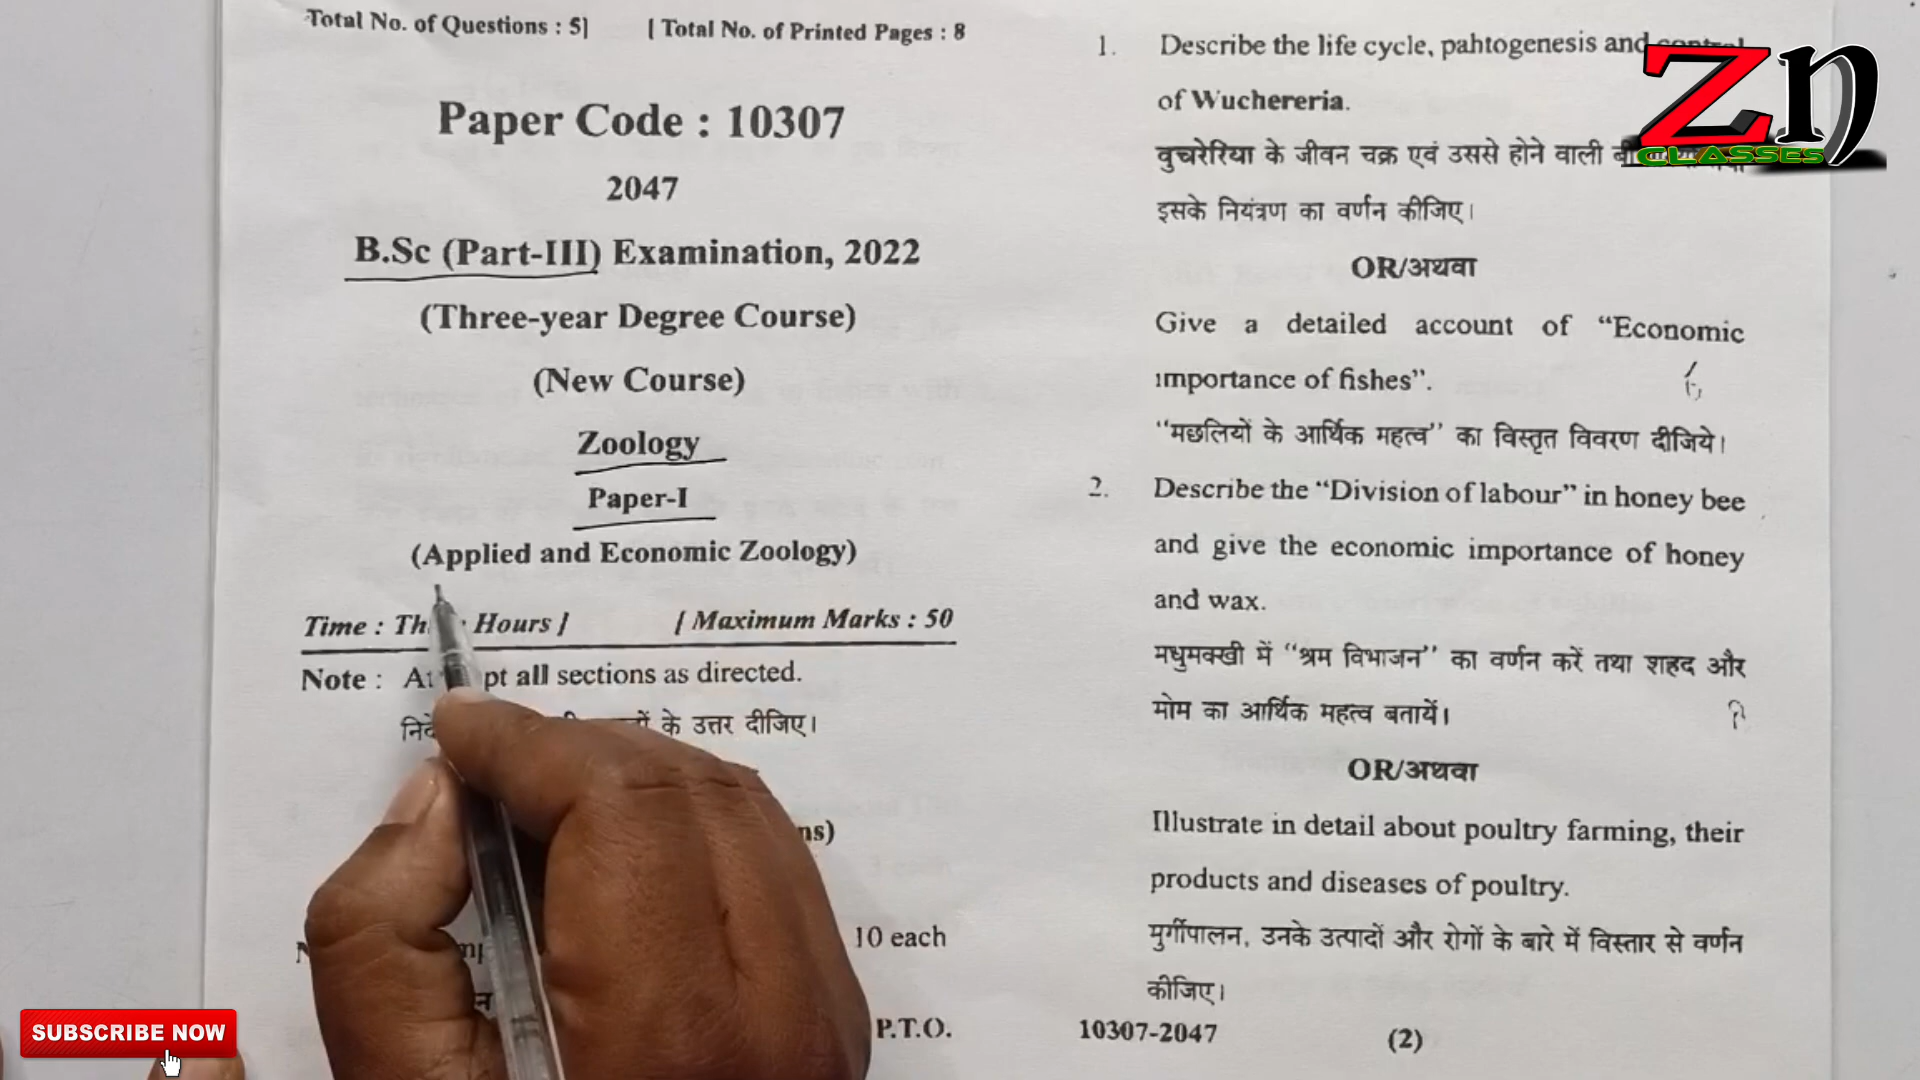 Total No. of Questions : 5] [ Total No. of Printed Pages : 8
Paper Code : 10307
2047
B.Sc (Part-III) Examination, 2022
(Three-year Degree Course)
(New Course)
Zoology
Paper-I
(Applied and Economic Zoology)
Time : Hours ] [ Maximum Marks : 50
Note : all sections as directed.
के उत्तर दीजिए।
10 each
P.T.O.
1. Describe the life cycle, pahtogenesis and
of Wuchereria.
वुचरेरिया के जीवन चक्र एवं उससे होने वाली
इसके नियंत्रण का वर्णन कीजिए।
OR/अथवा
Give a detailed account of “Economic
importance of fishes”.
“मछलियों के आर्थिक महत्व” का विस्तृत विवरण दीजिये।
2. Describe the “Division of labour” in honey bee
and give the economic importance of honey
and wax.
मधुमक्खी में “श्रम विभाजन” का वर्णन करें तथा शहद और
मोम का आर्थिक महत्व बतायें।
OR/अथवा
Illustrate in detail about poultry farming, their
products and diseases of poultry.
मुर्गीपालन, उनके उत्पादों और रोगों के बारे में विस्तार से वर्णन
कीजिए।
10307-2047 (2)
Zn
CLASSES
SUBSCRIBE NOW